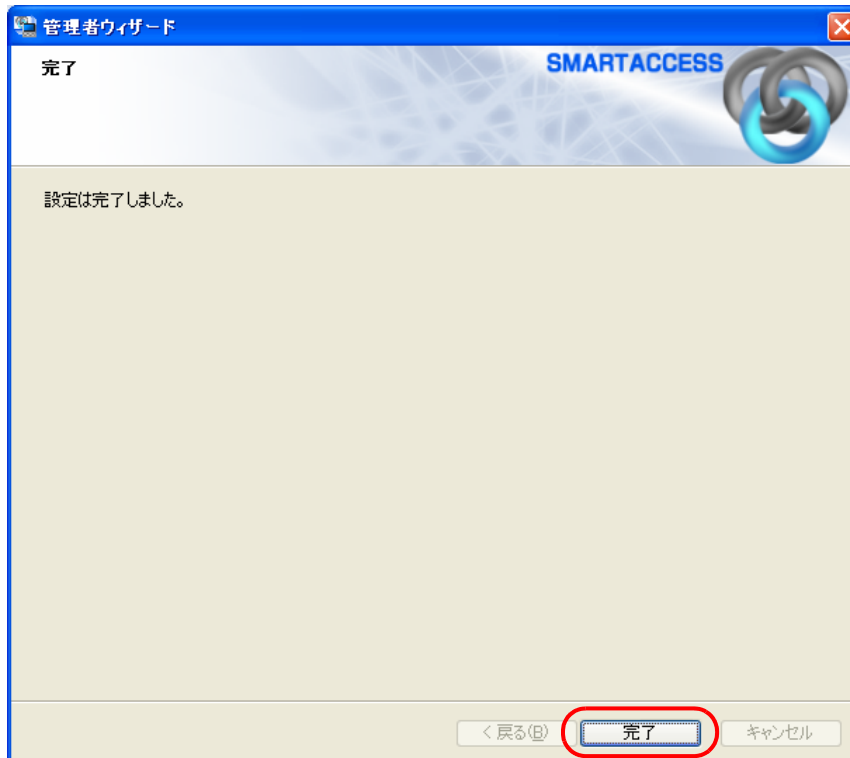 管理者ウィザード
完了
SMARTACCESS
設定は完了しました。
< 戻る(B)
完了
キャンセル